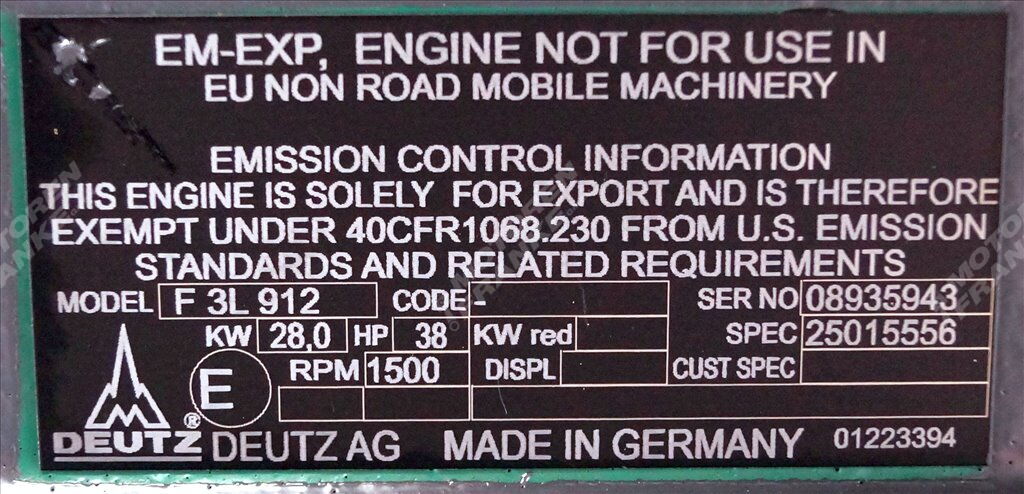 EM-EXP, ENGINE NOT FOR USE IN
EU NON ROAD MOBILE MACHINERY
EMISSION CONTROL INFORMATION
THIS ENGINE IS SOLELY FOR EXPORT AND IS THEREFORE
EXEMPT UNDER 40CFR1068.230 FROM U.S. EMISSION
STANDARDS AND RELATED REQUIREMENTS
MODEL F 3L 912 CODE - SER NO 08935943
KW 28,0 HP 38 KW red SPEC 25015556
E RPM 1500 DISPL CUST SPEC
DEUTZ® DEUTZ AG MADE IN GERMANY 01223394